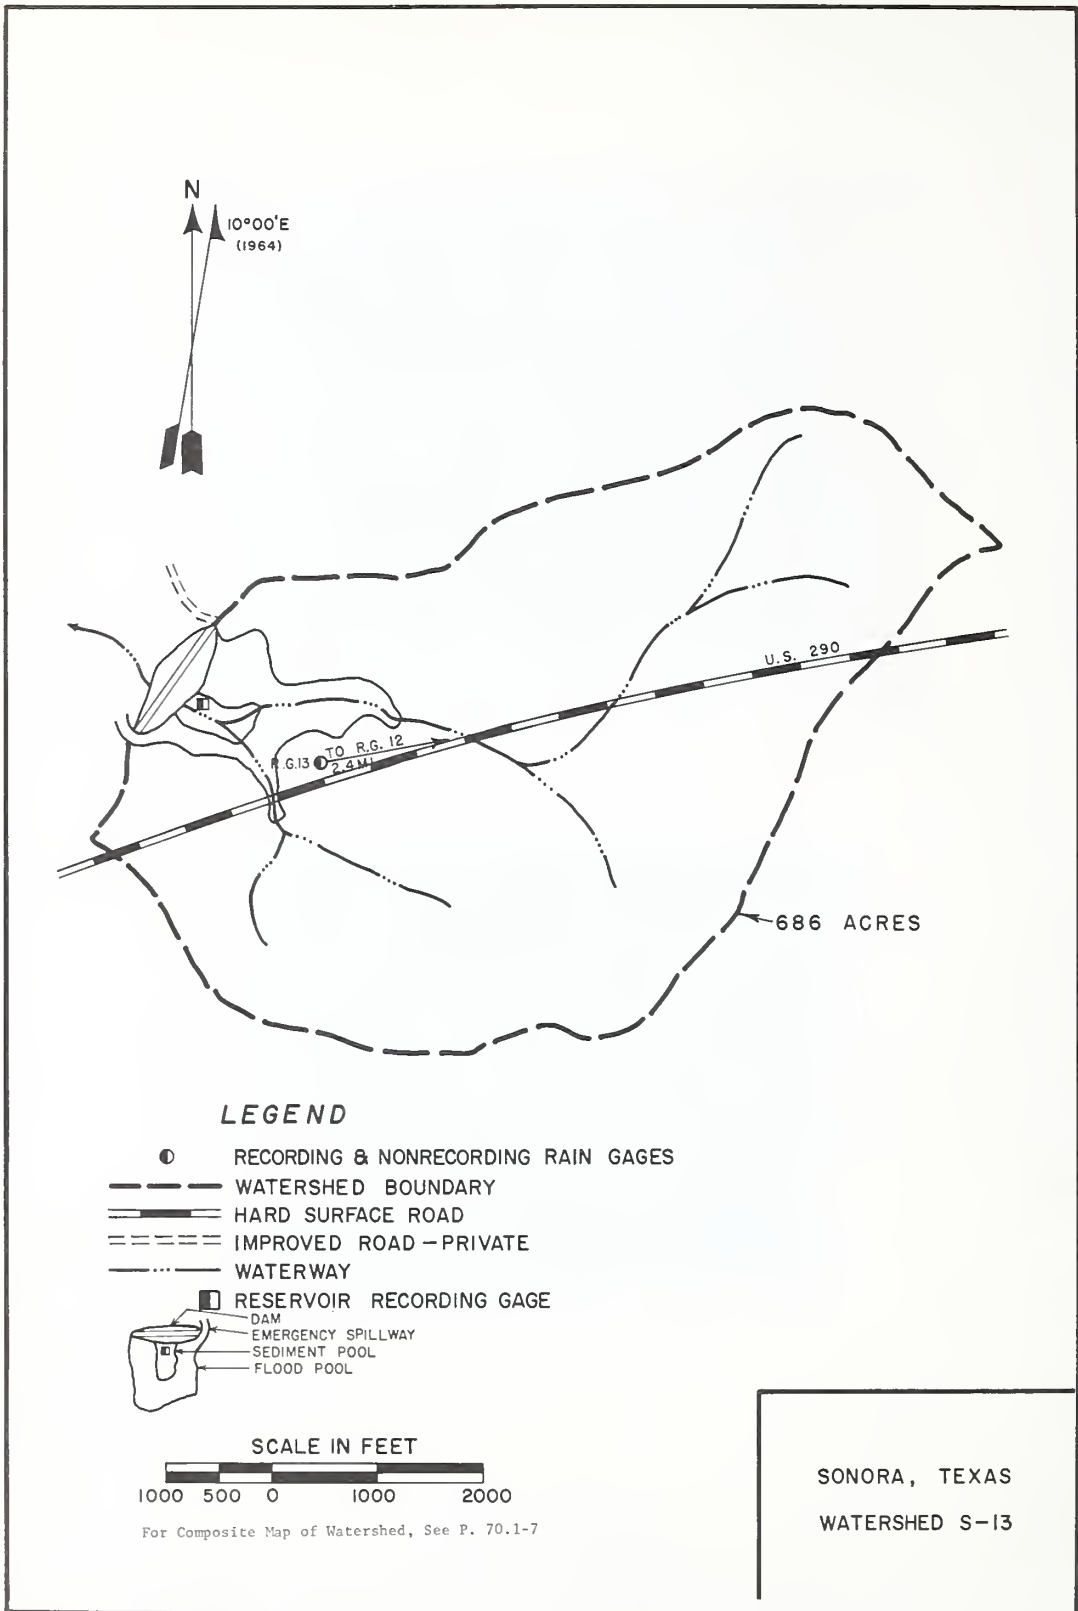 N
10°00'E
(1964)
U.S. 290
R.G.13
TO R.G. 12
2.4 MI.
686 ACRES
LEGEND
RECORDING & NONRECORDING RAIN GAGES
WATERSHED BOUNDARY
HARD SURFACE ROAD
IMPROVED ROAD - PRIVATE
WATERWAY
RESERVOIR RECORDING GAGE
DAM
EMERGENCY SPILLWAY
SEDIMENT POOL
FLOOD POOL
SCALE IN FEET
1000 500 0 1000 2000
For Composite Map of Watershed, See P. 70.1-7
SONORA, TEXAS
WATERSHED S-13